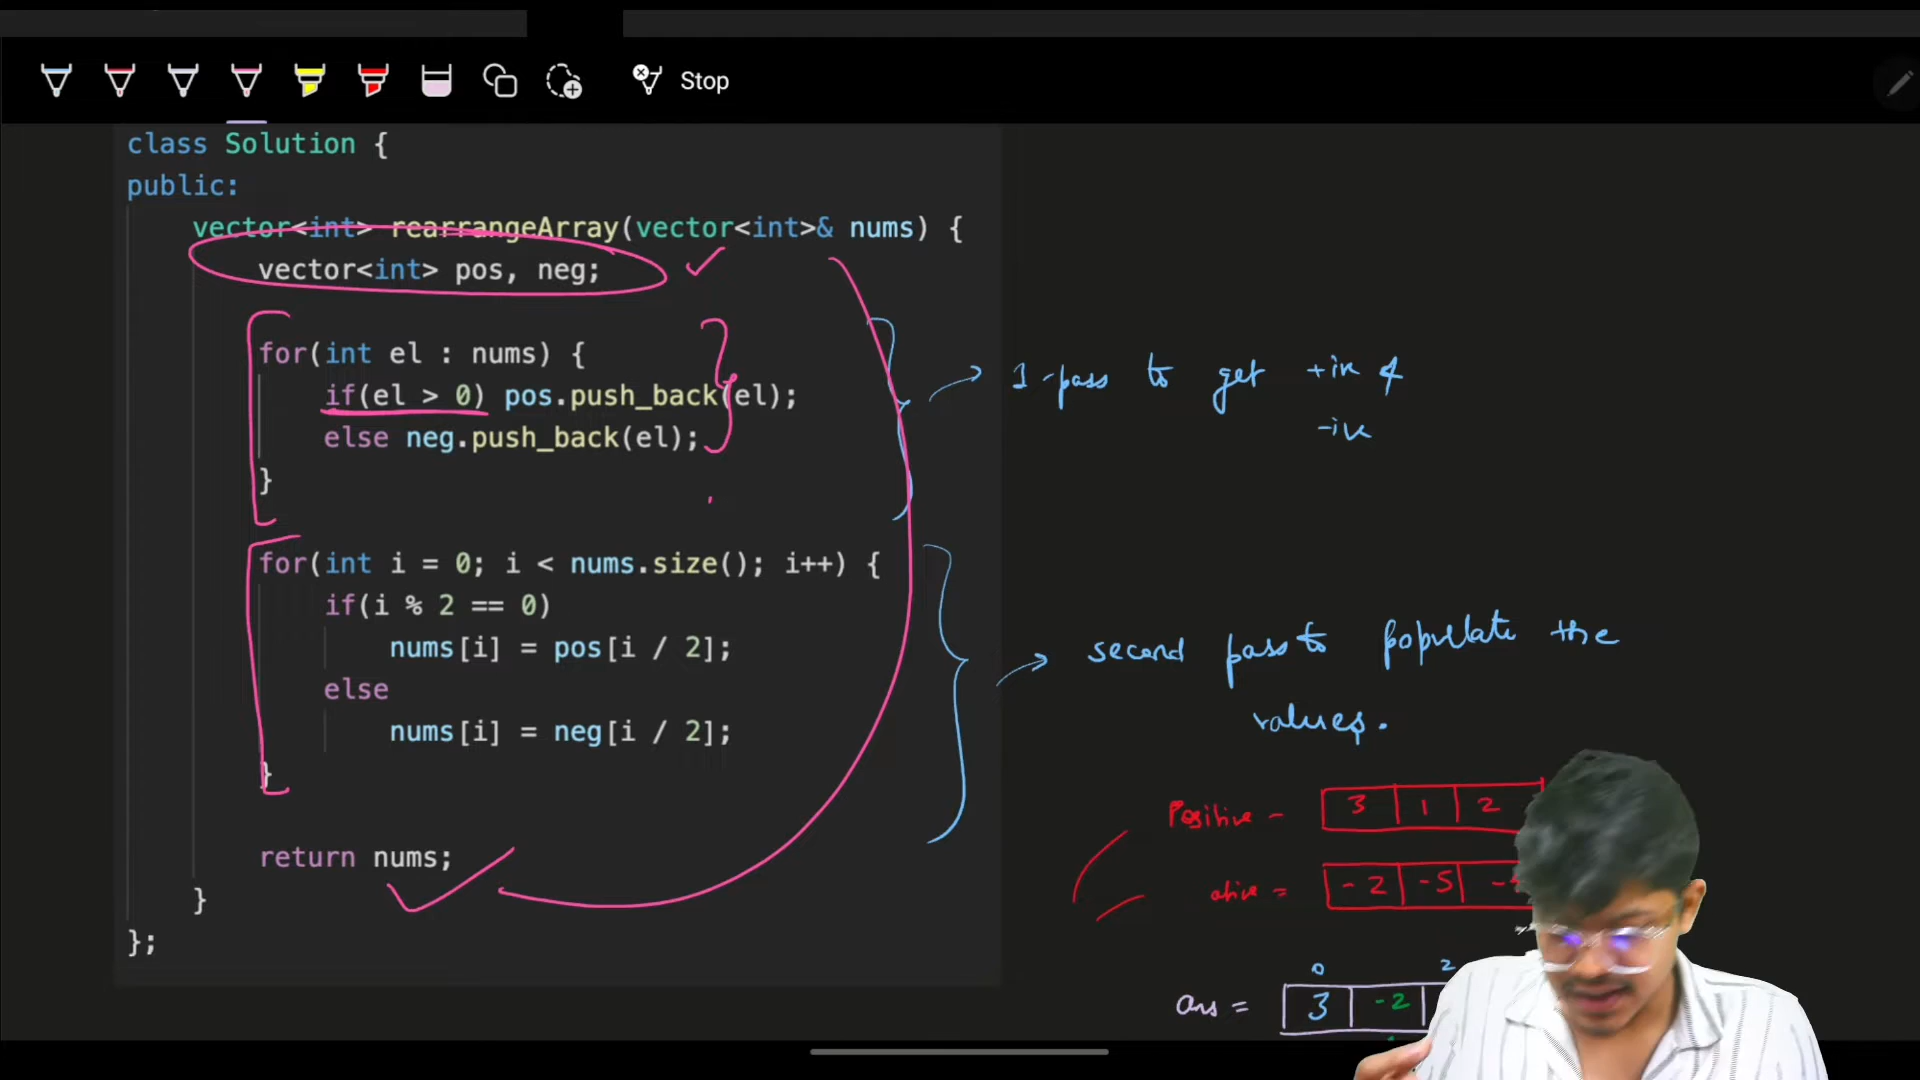 Stop
class Solution {
public:
vector<int> rearrangeArray(vector<int>& nums) {
vector<int> pos, neg;
for(int el : nums) {
if(el > 0) pos.push_back(el);
else neg.push_back(el);
}
for(int i = 0; i < nums.size(); i++) {
if(i % 2 == 0)
nums[i] = pos[i / 2];
else
nums[i] = neg[i / 2];
}
return nums;
}
};
1-pass to get +ive &
-ive
second pass to populate the
values.
Positive - 3 1 2
-2 -5
0 2
ans = 3 -2